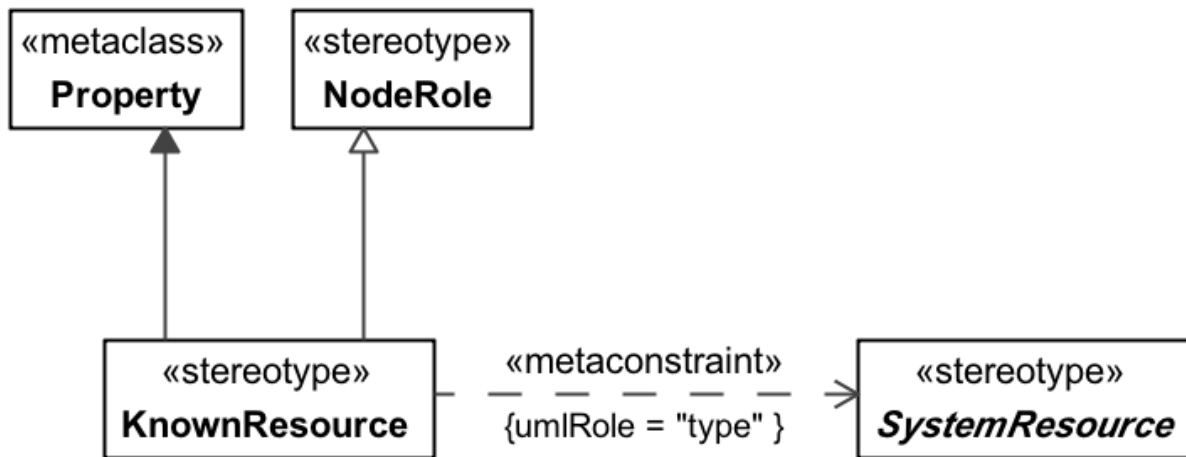 «metaclass»
Property
«stereotype»
NodeRole
«stereotype»
KnownResource
«metaconstraint»
{umlRole = "type" }
«stereotype»
SystemResource